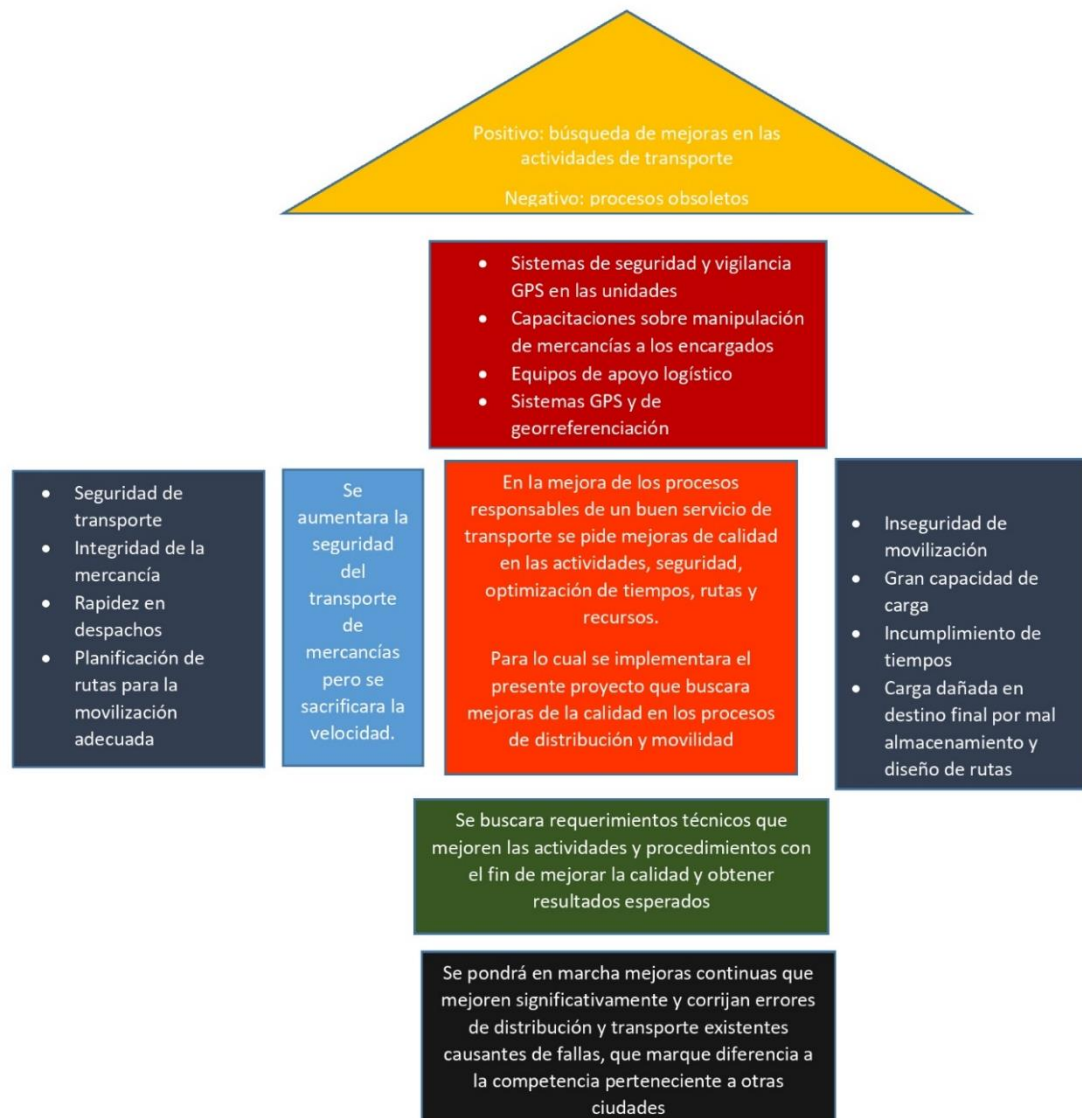 Positivo: búsqueda de mejoras en las
actividades de transporte
Negativo: procesos obsoletos
• Sistemas de seguridad y vigilancia
GPS en las unidades
• Capacitaciones sobre manipulación
de mercancías a los encargados
• Equipos de apoyo logístico
• Sistemas GPS y de
georreferenciación
• Seguridad de
transporte
• Integridad de la
mercancía
• Rapidez en
despachos
• Planificación de
rutas para la
movilización
adecuada
Se
aumentara la
seguridad
del
transporte
de
mercancías
pero se
sacrificara la
velocidad.
En la mejora de los procesos
responsables de un buen servicio de
transporte se pide mejoras de calidad
en las actividades, seguridad,
optimización de tiempos, rutas y
recursos.
Para lo cual se implementara el
presente proyecto que buscara
mejoras de la calidad en los procesos
de distribución y movilidad
• Inseguridad de
movilización
• Gran capacidad de
carga
• Incumplimiento de
tiempos
• Carga dañada en
destino final por mal
almacenamiento y
diseño de rutas
Se buscara requerimientos técnicos que
mejoren las actividades y procedimientos con
el fin de mejorar la calidad y obtener
resultados esperados
Se pondrá en marcha mejoras continuas que
mejoren significativamente y corrijan errores
de distribución y transporte existentes
causantes de fallas, que marque diferencia a
la competencia perteneciente a otras
ciudades